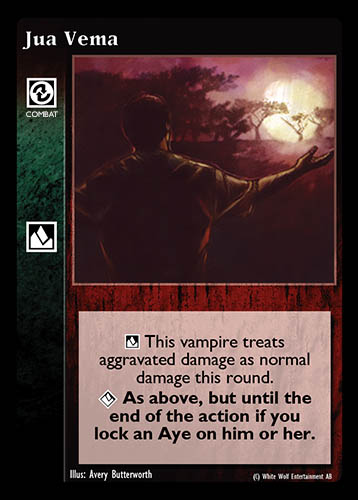 Jua Vema
COMBAT
This vampire treats
aggravated damage as normal
damage this round.
As above, but until the
end of the action if you
lock an Aye on him or her.
Illus: Avery Butterworth
(C) White Wolf Entertainment AB